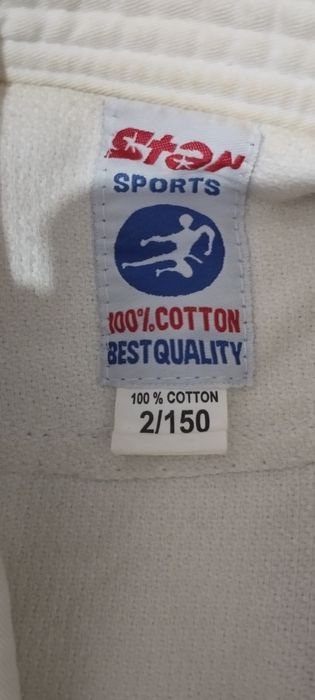 Star
SPORTS
100%COTTON
BEST QUALITY
100 % COTTON
2/150